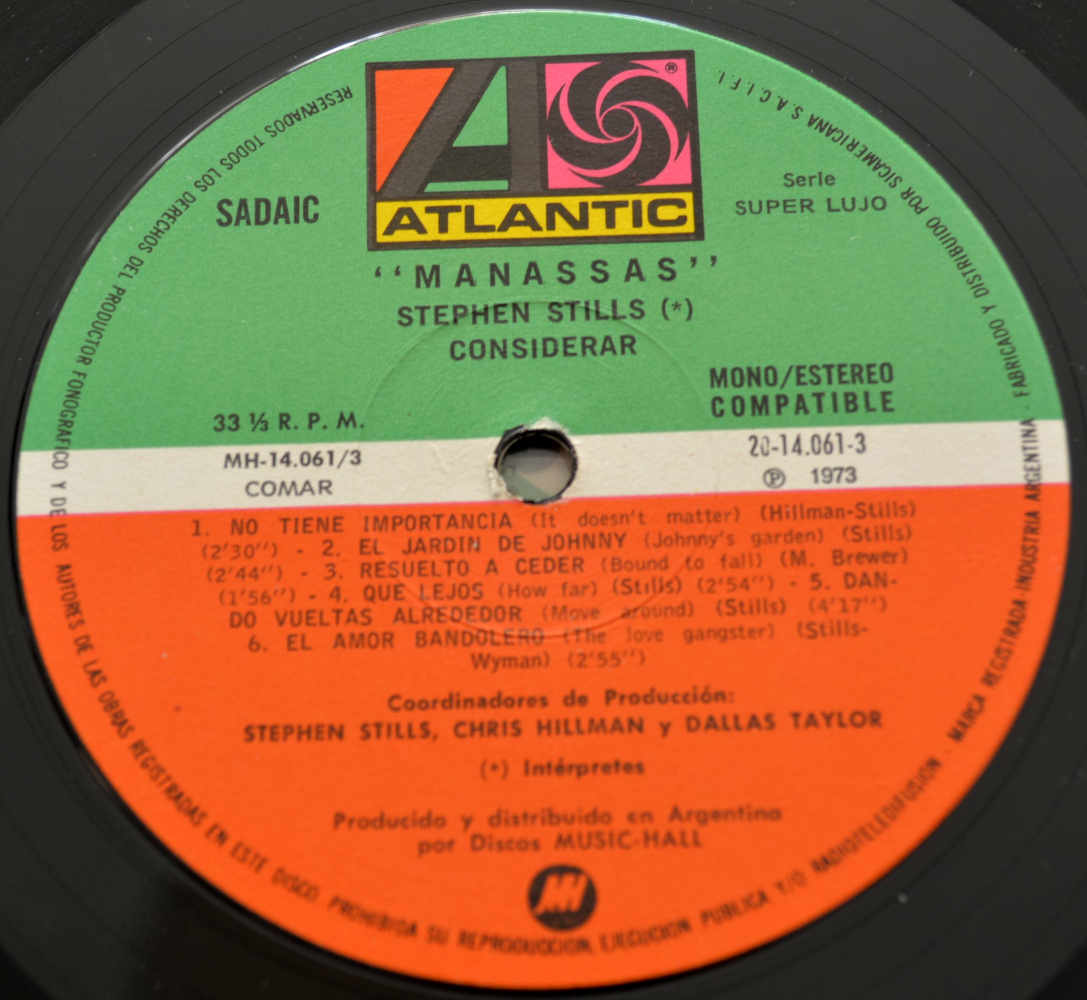 RESERVADOS TODOS LOS DERECHOS DEL PRODUCTOR FONOGRAFICO Y DE LOS AUTORES DE LAS OBRAS REGISTRADAS EN ESTE DISCO. PROHIBIDA SU REPRODUCCION, EJECUCION PUBLICA Y/O RADIOTELEDIFUSION - MARCA REGISTRADA-INDUSTRIA ARGENTINA - FABRICADO Y DISTRIBUIDO POR SICAMERICANA S.A.C.I.F.I.
®
ATLANTIC
SADAIC
Serie
SUPER LUJO
‘‘MANASSAS’’
STEPHEN STILLS (*)
CONSIDERAR
MONO/ESTEREO
COMPATIBLE
33 ⅓ R. P. M.
MH-14.061/3
COMAR
20-14.061-3
℗ 1973
1. NO TIENE IMPORTANCIA (It doesn't matter) (Hillman-Stills)
(2'30'') - 2. EL JARDIN DE JOHNNY (Johnny's garden) (Stills)
(2'44'') - 3. RESUELTO A CEDER (Bound to fall) (M. Brewer)
(1'56'') - 4. QUE LEJOS (How far) (Stills) (2'54'') - 5. DAN-
DO VUELTAS ALREDEDOR (Move around) (Stills) (4'17'')
6. EL AMOR BANDOLERO (The love gangster) (Stills-
Wyman) (2'55'')
Coordinadores de Producción:
STEPHEN STILLS, CHRIS HILLMAN y DALLAS TAYLOR
(*) Intérpretes
Producido y distribuido en Argentina
por Discos MUSIC-HALL
MH